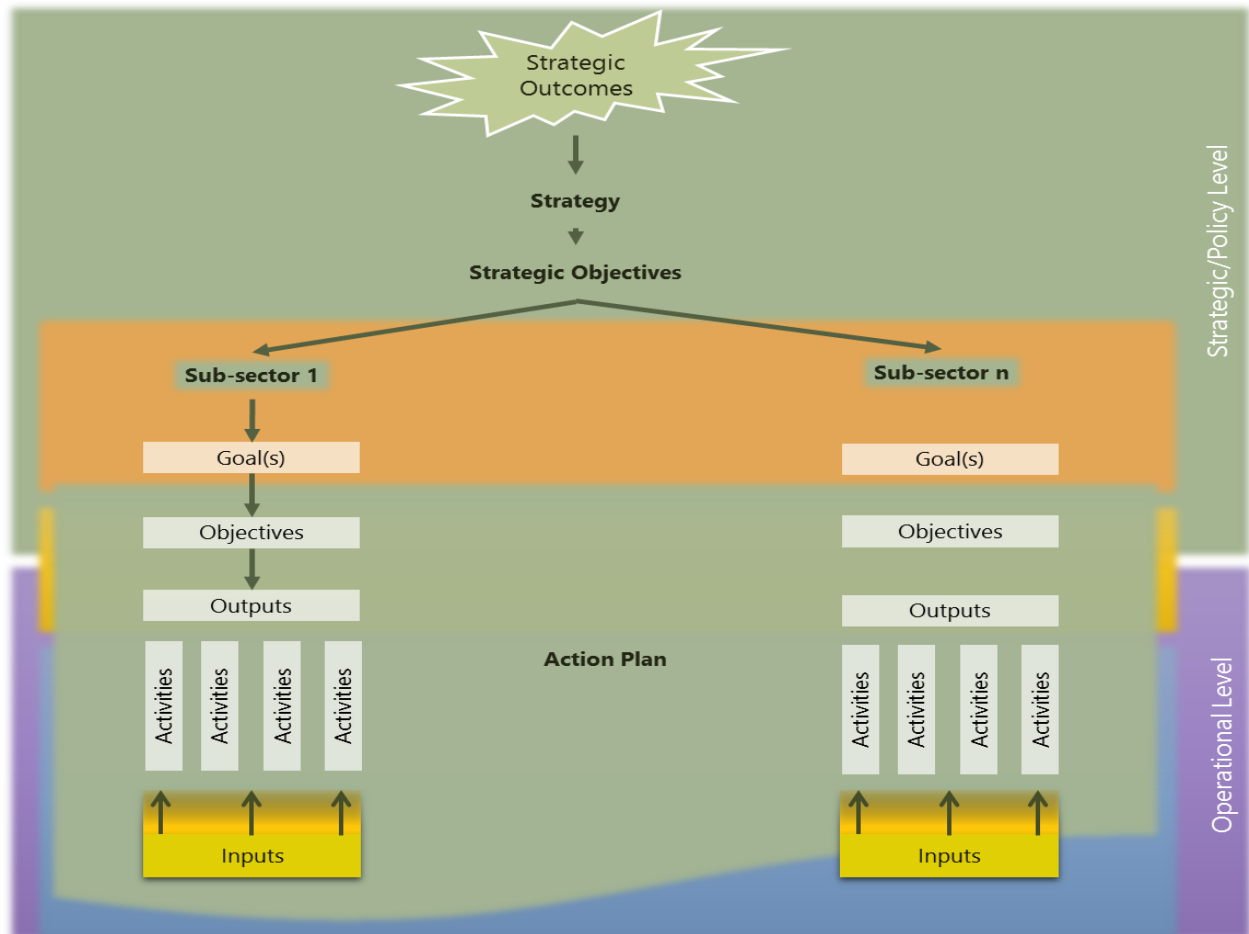 Strategic
Outcomes
Strategy
Strategic Objectives
Strategic/Policy Level
Sub-sector 1
Sub-sector n
Goal(s)
Goal(s)
Objectives
Objectives
Outputs
Outputs
Action Plan
Activities
Activities
Activities
Activities
Activities
Activities
Activities
Activities
Operational Level
Inputs
Inputs